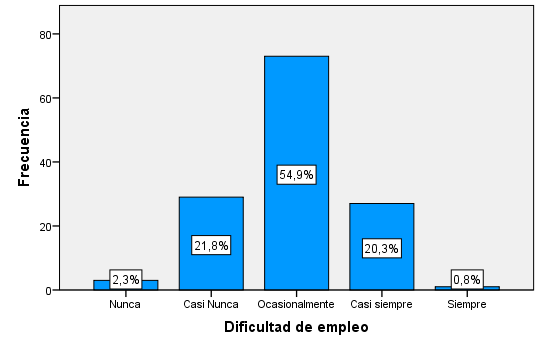 Frecuencia
80
60
40
20
0
54,9%
21,8%
20,3%
2,3%
0,8%
Nunca
Casi Nunca
Ocasionalmente
Casi siempre
Siempre
Dificultad de empleo